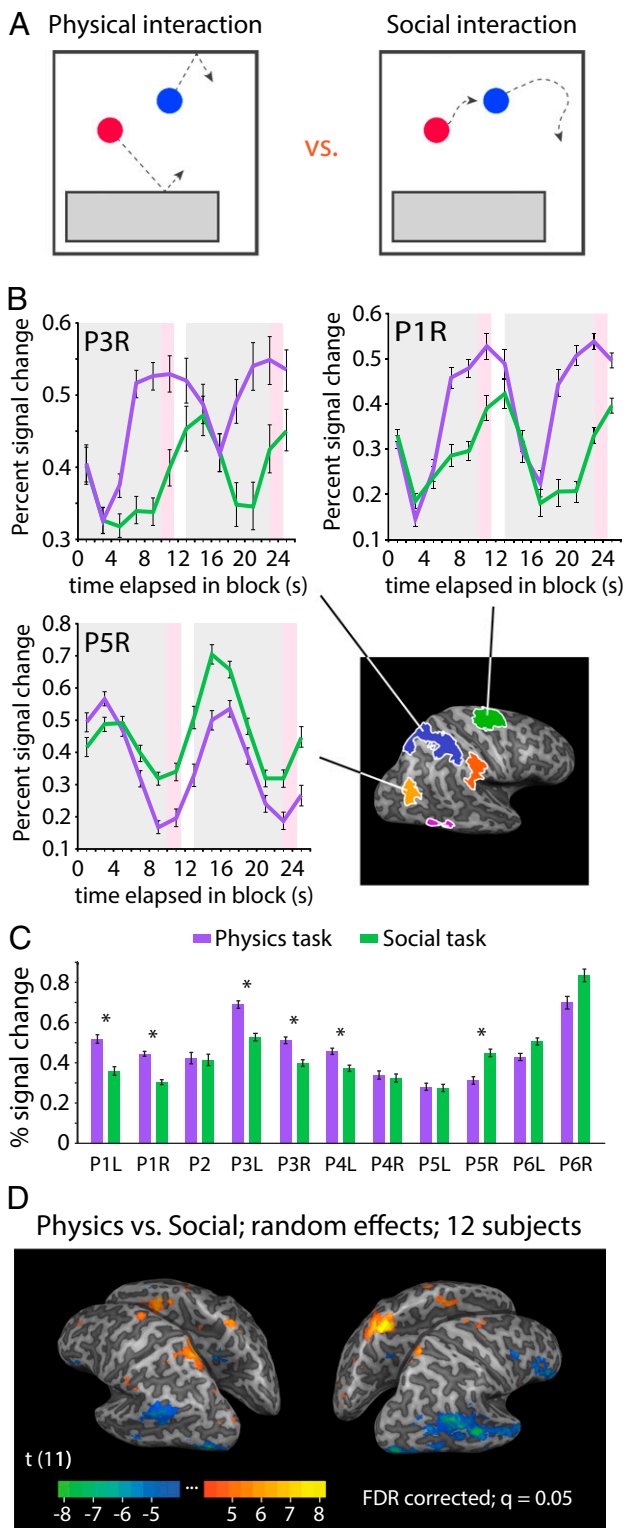 A
Physical interaction
Social interaction
vs.
B
P3R
Percent signal change
0.6
0.5
0.4
0.3
0 4 8 12 16 20 24
time elapsed in block (s)
P1R
Percent signal change
0.6
0.5
0.4
0.3
0.2
0.1
0 4 8 12 16 20 24
time elapsed in block (s)
P5R
Percent signal change
0.8
0.7
0.6
0.5
0.4
0.3
0.2
0.1
0 4 8 12 16 20 24
time elapsed in block (s)
C
Physics task Social task
% signal change
0.8
0.6
0.4
0.2
0
* * * * * *
P1L P1R P2 P3L P3R P4L P4R P5L P5R P6L P6R
D
Physics vs. Social; random effects; 12 subjects
t (11)
...
-8 -7 -6 -5 5 6 7 8
FDR corrected; q = 0.05